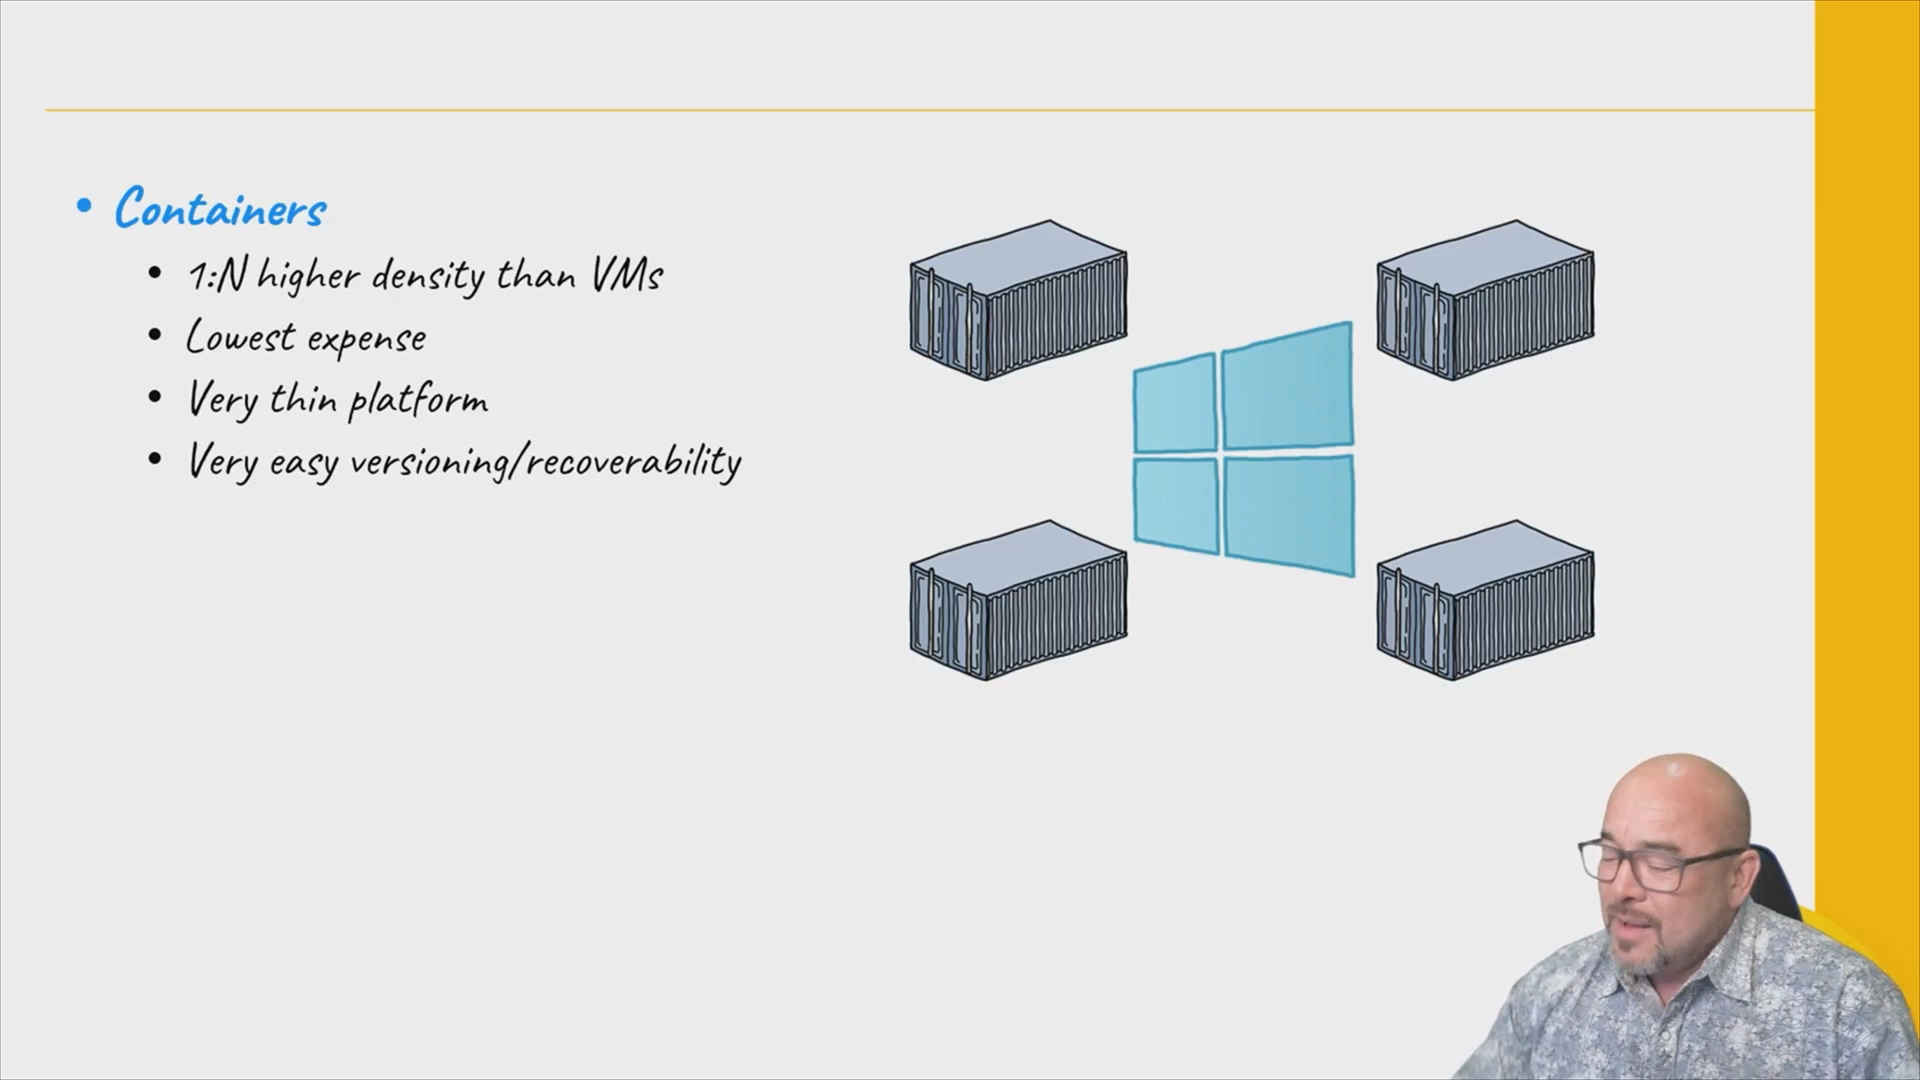 Containers
1:N higher density than VMs
Lowest expense
Very thin platform
Very easy versioning/recoverability